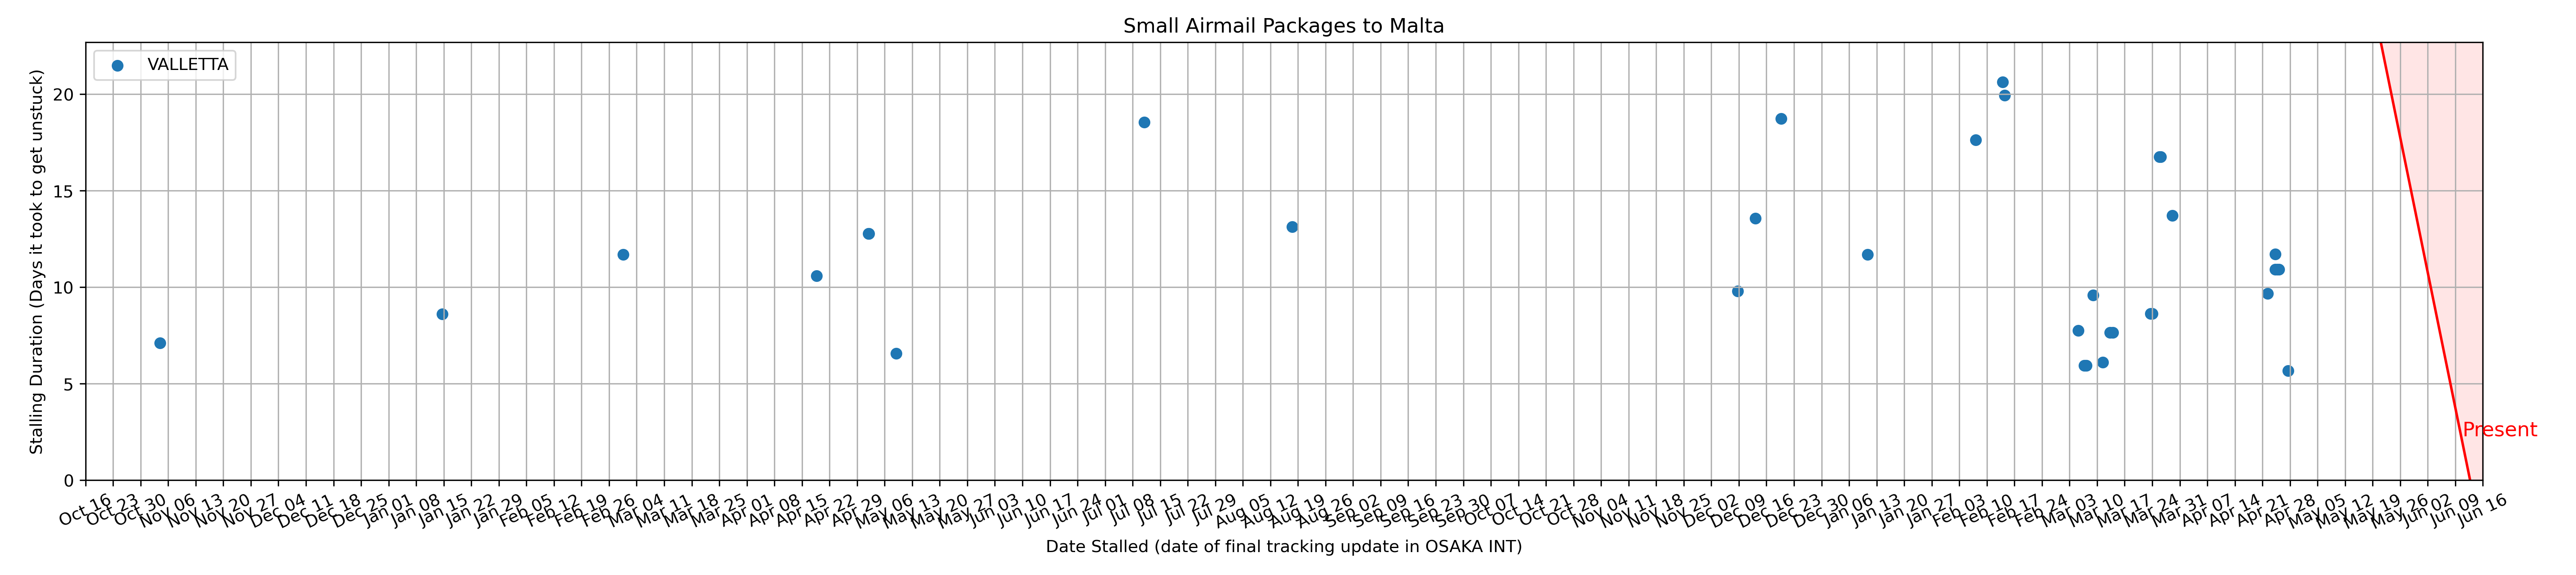 Small Airmail Packages to Malta
VALLETTA
Stalling Duration (Days it took to get unstuck)
20
15
10
5
0
Present
Oct 16
Oct 23
Oct 30
Nov 06
Nov 13
Nov 20
Nov 27
Dec 04
Dec 11
Dec 18
Dec 25
Jan 01
Jan 08
Jan 15
Jan 22
Jan 29
Feb 05
Feb 12
Feb 19
Feb 26
Mar 04
Mar 11
Mar 18
Mar 25
Apr 01
Apr 08
Apr 15
Apr 22
Apr 29
May 06
May 13
May 20
May 27
Jun 03
Jun 10
Jun 17
Jun 24
Jul 01
Jul 08
Jul 15
Jul 22
Jul 29
Aug 05
Aug 12
Aug 19
Aug 26
Sep 02
Sep 09
Sep 16
Sep 23
Sep 30
Oct 07
Oct 14
Oct 21
Oct 28
Nov 04
Nov 11
Nov 18
Nov 25
Dec 02
Dec 09
Dec 16
Dec 23
Dec 30
Jan 06
Jan 13
Jan 20
Jan 27
Feb 03
Feb 10
Feb 17
Feb 24
Mar 03
Mar 10
Mar 17
Mar 24
Mar 31
Apr 07
Apr 14
Apr 21
Apr 28
May 05
May 12
May 19
May 26
Jun 02
Jun 09
Jun 16
Date Stalled (date of final tracking update in OSAKA INT)